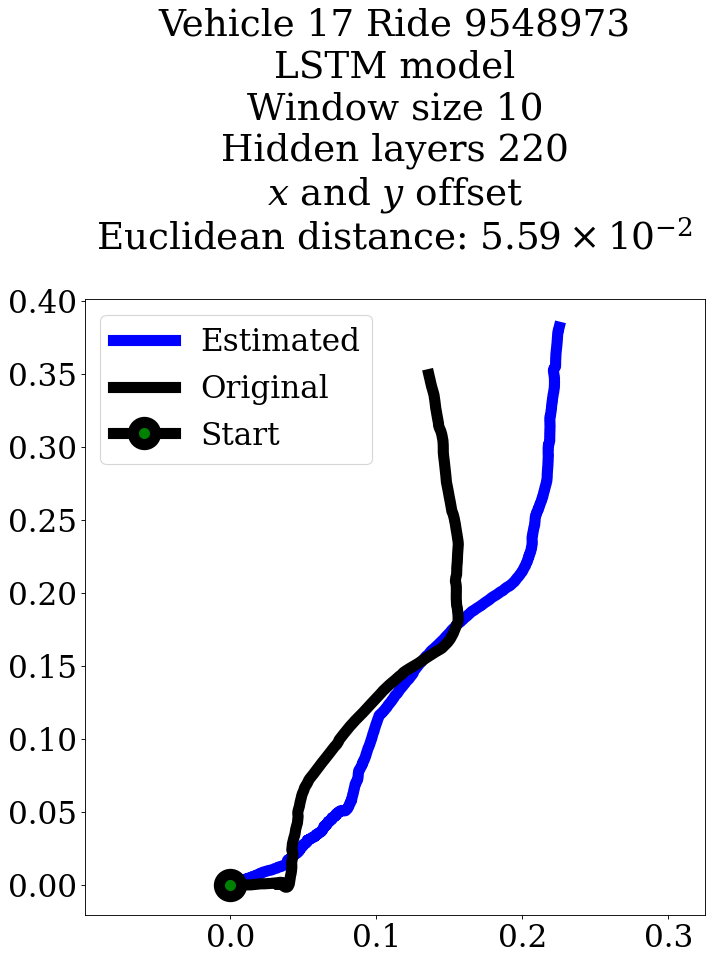 Vehicle 17 Ride 9548973
LSTM model
Window size 10
Hidden layers 220
x and y offset
Euclidean distance: 5.59 × 10⁻²
0.40
0.35
0.30
0.25
0.20
0.15
0.10
0.05
0.00
Estimated
Original
Start
0.0 0.1 0.2 0.3